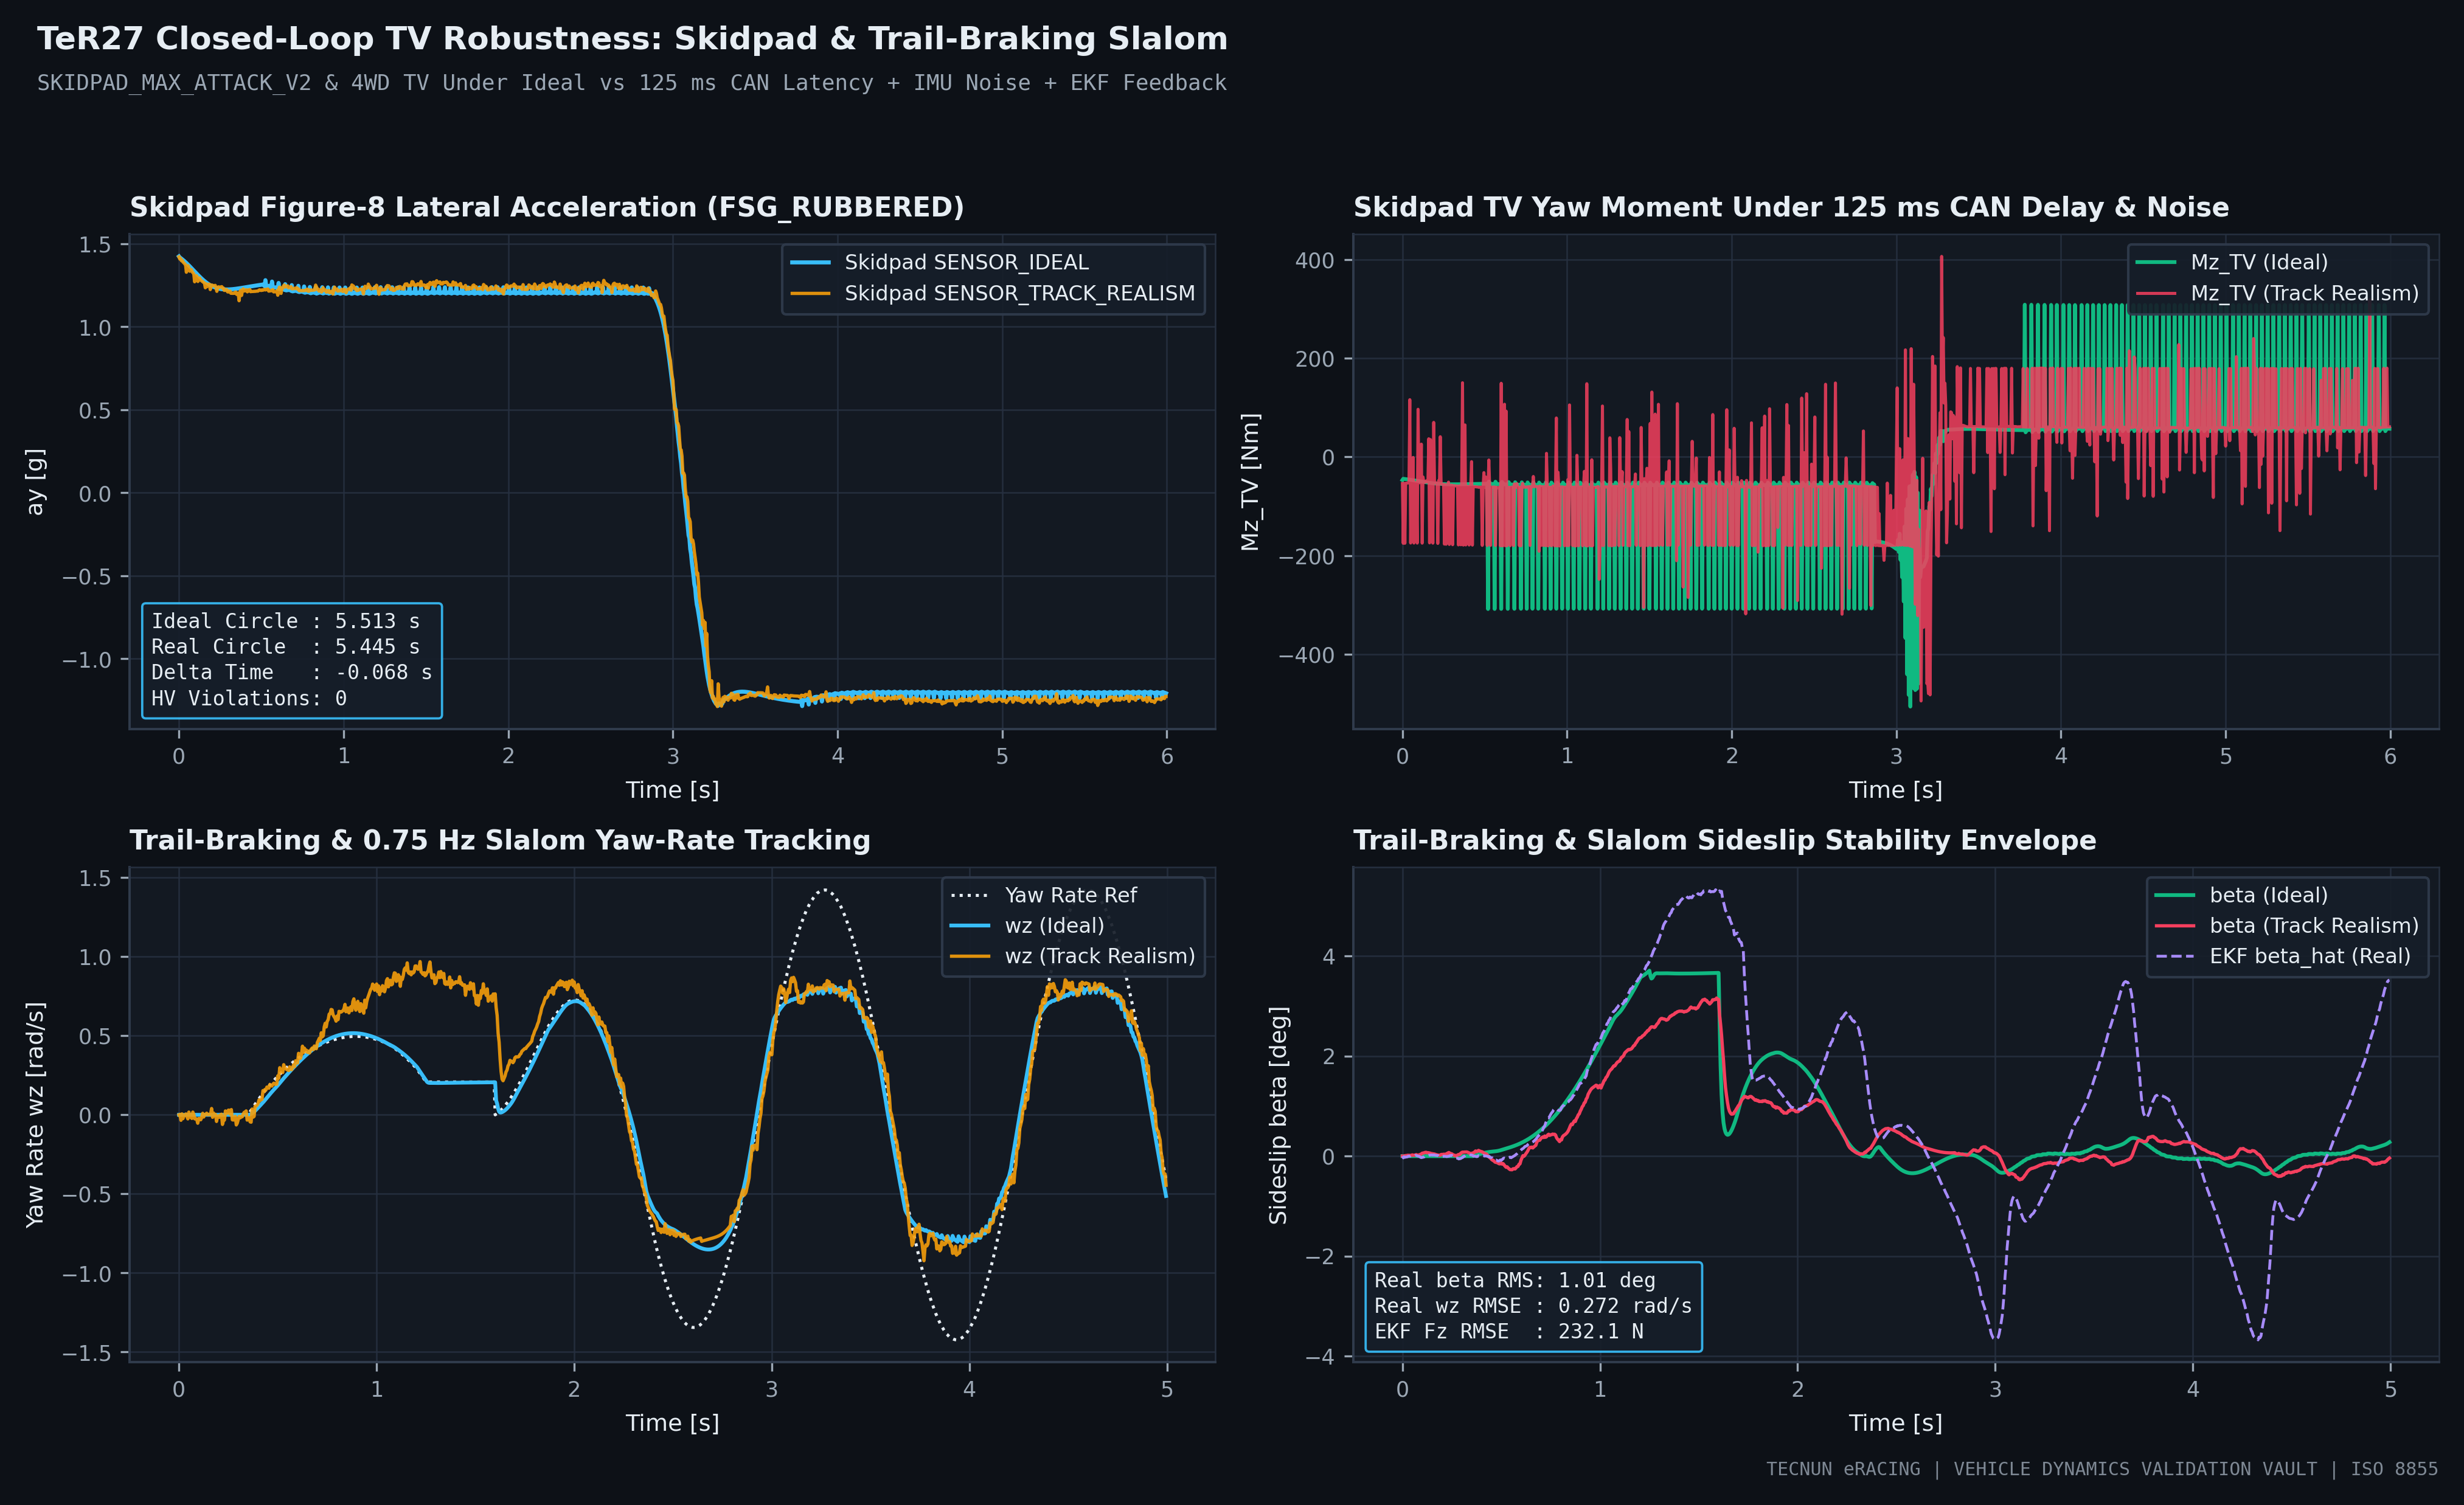 TeR27 Closed-Loop TV Robustness: Skidpad & Trail-Braking Slalom
SKIDPAD_MAX_ATTACK_V2 & 4WD TV Under Ideal vs 125 ms CAN Latency + IMU Noise + EKF Feedback
Skidpad Figure-8 Lateral Acceleration (FSG_RUBBERED)
ay [g]
1.5
1.0
0.5
0.0
−0.5
−1.0
Skidpad SENSOR_IDEAL
Skidpad SENSOR_TRACK_REALISM
Ideal Circle : 5.513 s
Real Circle  : 5.445 s
Delta Time   : -0.068 s
HV Violations: 0
0 1 2 3 4 5 6
Time [s]
Skidpad TV Yaw Moment Under 125 ms CAN Delay & Noise
Mz_TV [Nm]
400
200
0
−200
−400
Mz_TV (Ideal)
Mz_TV (Track Realism)
0 1 2 3 4 5 6
Time [s]
Trail-Braking & 0.75 Hz Slalom Yaw-Rate Tracking
Yaw Rate wz [rad/s]
1.5
1.0
0.5
0.0
−0.5
−1.0
−1.5
Yaw Rate Ref
wz (Ideal)
wz (Track Realism)
0 1 2 3 4 5
Time [s]
Trail-Braking & Slalom Sideslip Stability Envelope
Sideslip beta [deg]
4
2
0
−2
−4
beta (Ideal)
beta (Track Realism)
EKF beta_hat (Real)
Real beta RMS: 1.01 deg
Real wz RMSE : 0.272 rad/s
EKF Fz RMSE  : 232.1 N
0 1 2 3 4 5
Time [s]
TECNUN eRACING | VEHICLE DYNAMICS VALIDATION VAULT | ISO 8855